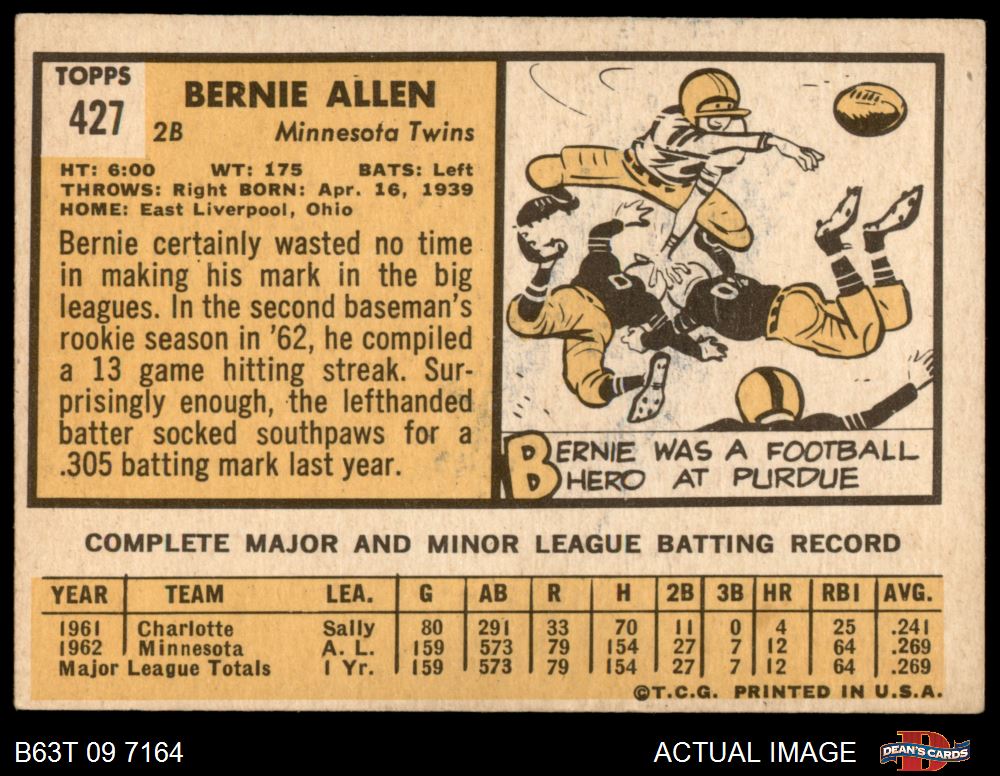 TOPPS
427
BERNIE ALLEN
2B Minnesota Twins
HT: 6:00 WT: 175 BATS: Left
THROWS: Right BORN: Apr. 16, 1939
HOME: East Liverpool, Ohio
Bernie certainly wasted no time
in making his mark in the big
leagues. In the second baseman's
rookie season in '62, he compiled
a 13 game hitting streak. Sur-
prisingly enough, the lefthanded
batter socked southpaws for a
.305 batting mark last year.
BERNIE WAS A FOOTBALL
HERO AT PURDUE
COMPLETE MAJOR AND MINOR LEAGUE BATTING RECORD
YEAR TEAM LEA. G AB R H 2B 3B HR RBI AVG.
1961 Charlotte Sally 80 291 33 70 11 0 4 25 .241
1962 Minnesota A. L. 159 573 79 154 27 7 12 64 .269
Major League Totals 1 Yr. 159 573 79 154 27 7 12 64 .269
©T.C.G. PRINTED IN U.S.A.
B63T 09 7164 ACTUAL IMAGE DEAN'S CARDS